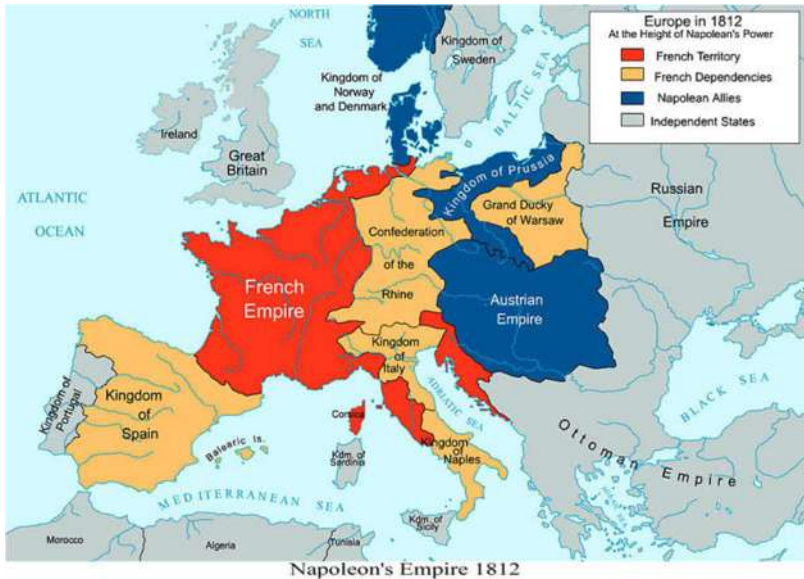 Europe in 1812
At the Height of Napolean's Power
French Territory
French Dependencies
Napolean Allies
Independent States
NORTH
SEA
Kingdom of
Sweden
Kingdom of
Norway
and Denmark
BALTIC SEA
Ireland
Great
Britain
Kingdom of Prussia
Russian
Empire
ATLANTIC
OCEAN
Grand Ducky
of Warsaw
Confederation
of the
Rhine
French
Empire
Austrian
Empire
Kingdom
of
Italy
Kingdom of
Portugal
Kingdom
of
Spain
ADRIATIC SEA
BLACK SEA
Corsica
Balearic Is.
Kdm. of
Sardinia
Kingdom
of
Naples
Ottoman Empire
MEDITERRANEAN SEA
Kdm. of
Sicily
Morocco
Algeria
Tunisia
Napoleon's Empire 1812